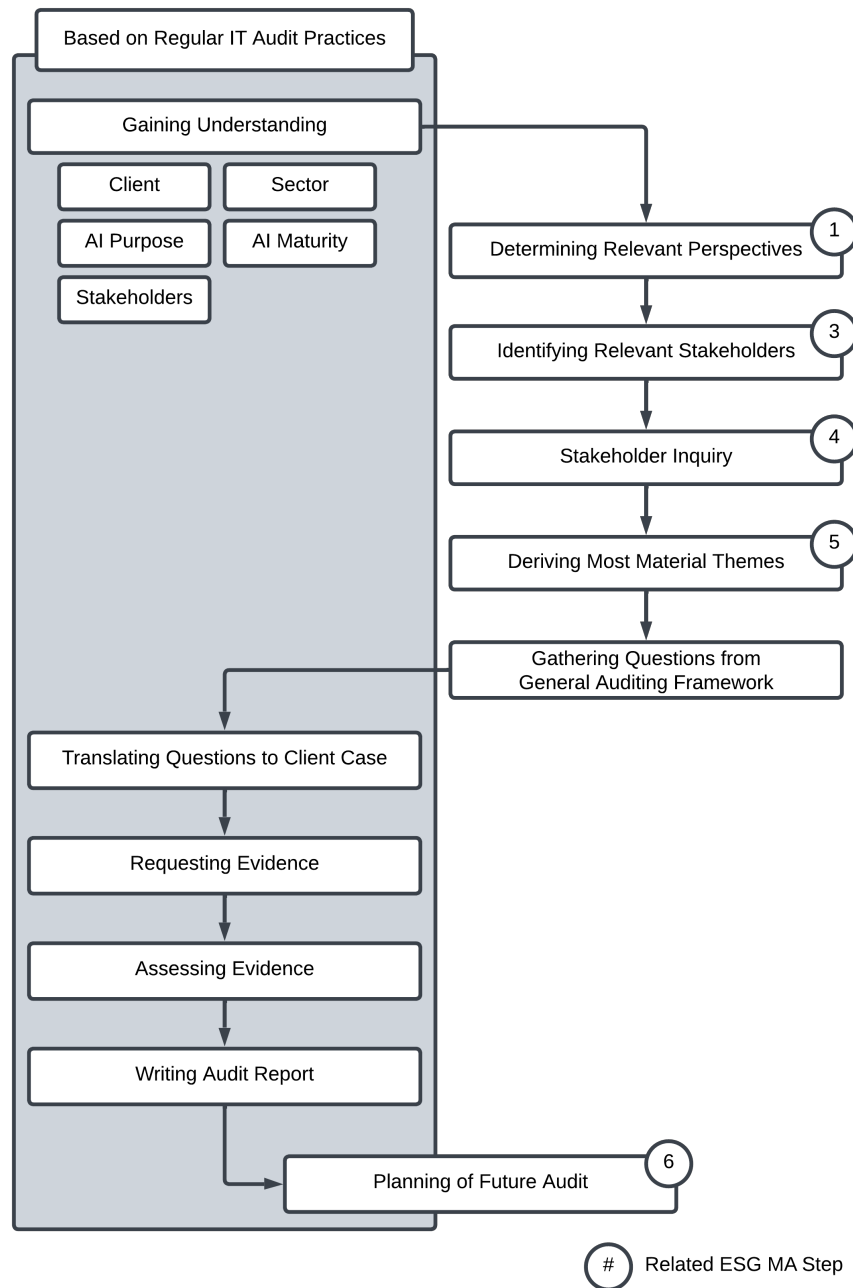 Based on Regular IT Audit Practices
Gaining Understanding
Client
Sector
AI Purpose
AI Maturity
Stakeholders
1
Determining Relevant Perspectives
3
Identifying Relevant Stakeholders
4
Stakeholder Inquiry
5
Deriving Most Material Themes
Gathering Questions from
General Auditing Framework
Translating Questions to Client Case
Requesting Evidence
Assessing Evidence
Writing Audit Report
6
Planning of Future Audit
# Related ESG MA Step